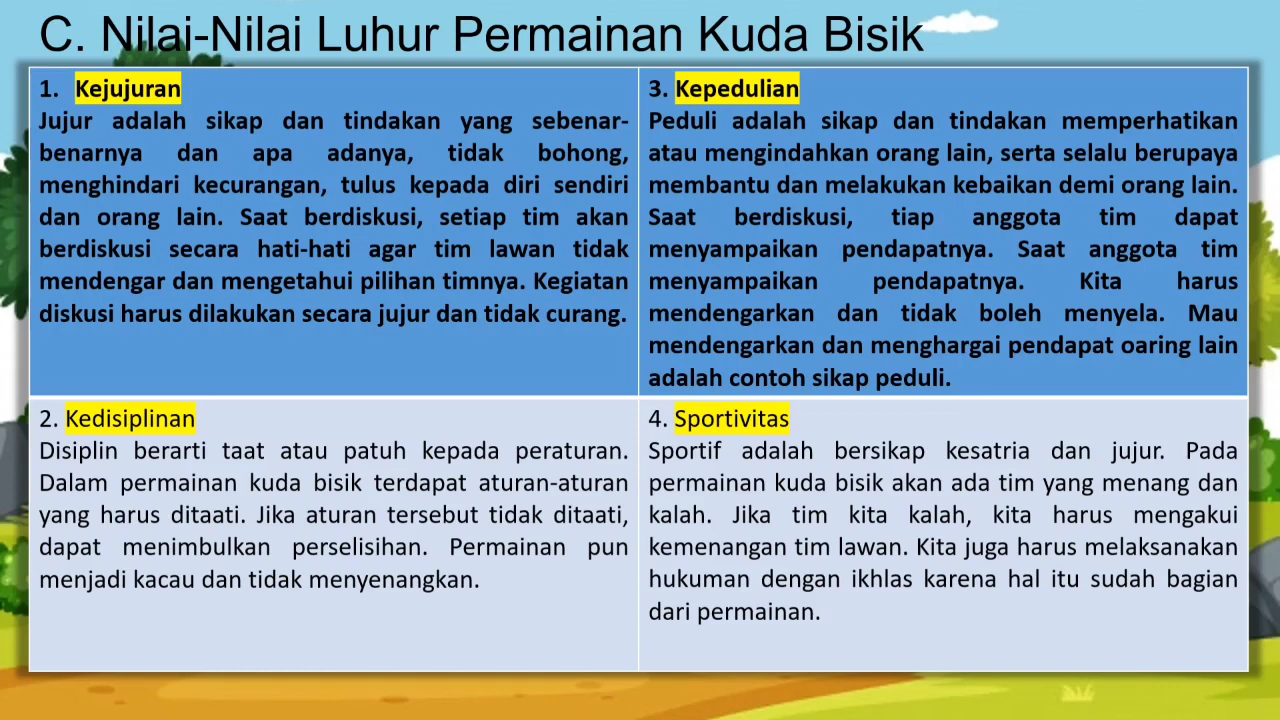 C. Nilai-Nilai Luhur Permainan Kuda Bisik
1. Kejujuran
Jujur adalah sikap dan tindakan yang sebenar-
benarnya dan apa adanya, tidak bohong,
menghindari kecurangan, tulus kepada diri sendiri
dan orang lain. Saat berdiskusi, setiap tim akan
berdiskusi secara hati-hati agar tim lawan tidak
mendengar dan mengetahui pilihan timnya. Kegiatan
diskusi harus dilakukan secara jujur dan tidak curang.
2. Kedisiplinan
Disiplin berarti taat atau patuh kepada peraturan.
Dalam permainan kuda bisik terdapat aturan-aturan
yang harus ditaati. Jika aturan tersebut tidak ditaati,
dapat menimbulkan perselisihan. Permainan pun
menjadi kacau dan tidak menyenangkan.
3. Kepedulian
Peduli adalah sikap dan tindakan memperhatikan
atau mengindahkan orang lain, serta selalu berupaya
membantu dan melakukan kebaikan demi orang lain.
Saat berdiskusi, tiap anggota tim dapat
menyampaikan pendapatnya. Saat anggota tim
menyampaikan pendapatnya. Kita harus
mendengarkan dan tidak boleh menyela. Mau
mendengarkan dan menghargai pendapat oaring lain
adalah contoh sikap peduli.
4. Sportivitas
Sportif adalah bersikap kesatria dan jujur. Pada
permainan kuda bisik akan ada tim yang menang dan
kalah. Jika tim kita kalah, kita harus mengakui
kemenangan tim lawan. Kita juga harus melaksanakan
hukuman dengan ikhlas karena hal itu sudah bagian
dari permainan.